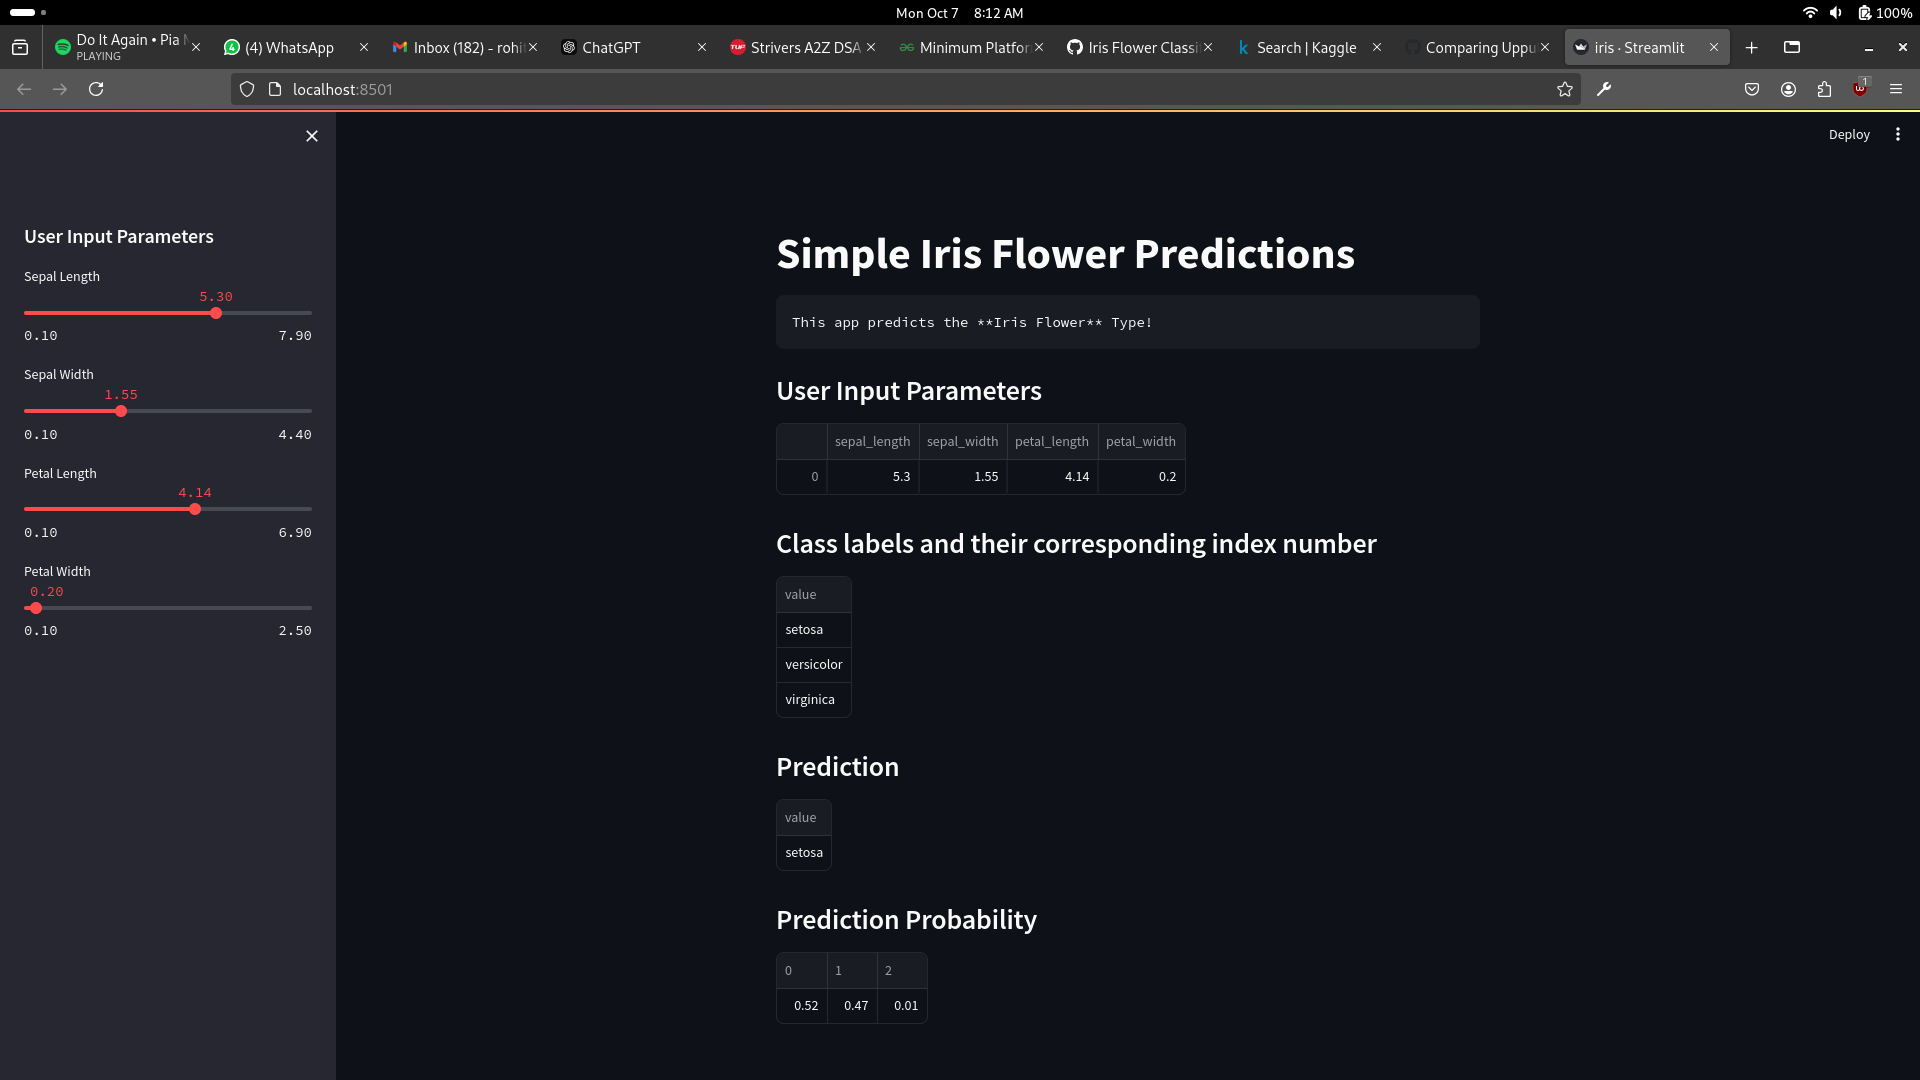 Mon Oct 7 8:12 AM
100%
Do It Again • Pia
PLAYING
(4) WhatsApp
Inbox (182) - rohit
ChatGPT
Strivers A2Z DSA
Minimum Platfor
Iris Flower Classi
Search | Kaggle
Comparing Uppu
iris · Streamlit
localhost:8501
1
Deploy
User Input Parameters
Sepal Length
5.30
0.10 7.90
Sepal Width
1.55
0.10 4.40
Petal Length
4.14
0.10 6.90
Petal Width
0.20
0.10 2.50
Simple Iris Flower Predictions
This app predicts the **Iris Flower** Type!
User Input Parameters
sepal_length sepal_width petal_length petal_width
0 5.3 1.55 4.14 0.2
Class labels and their corresponding index number
value
setosa
versicolor
virginica
Prediction
value
setosa
Prediction Probability
0 1 2
0.52 0.47 0.01